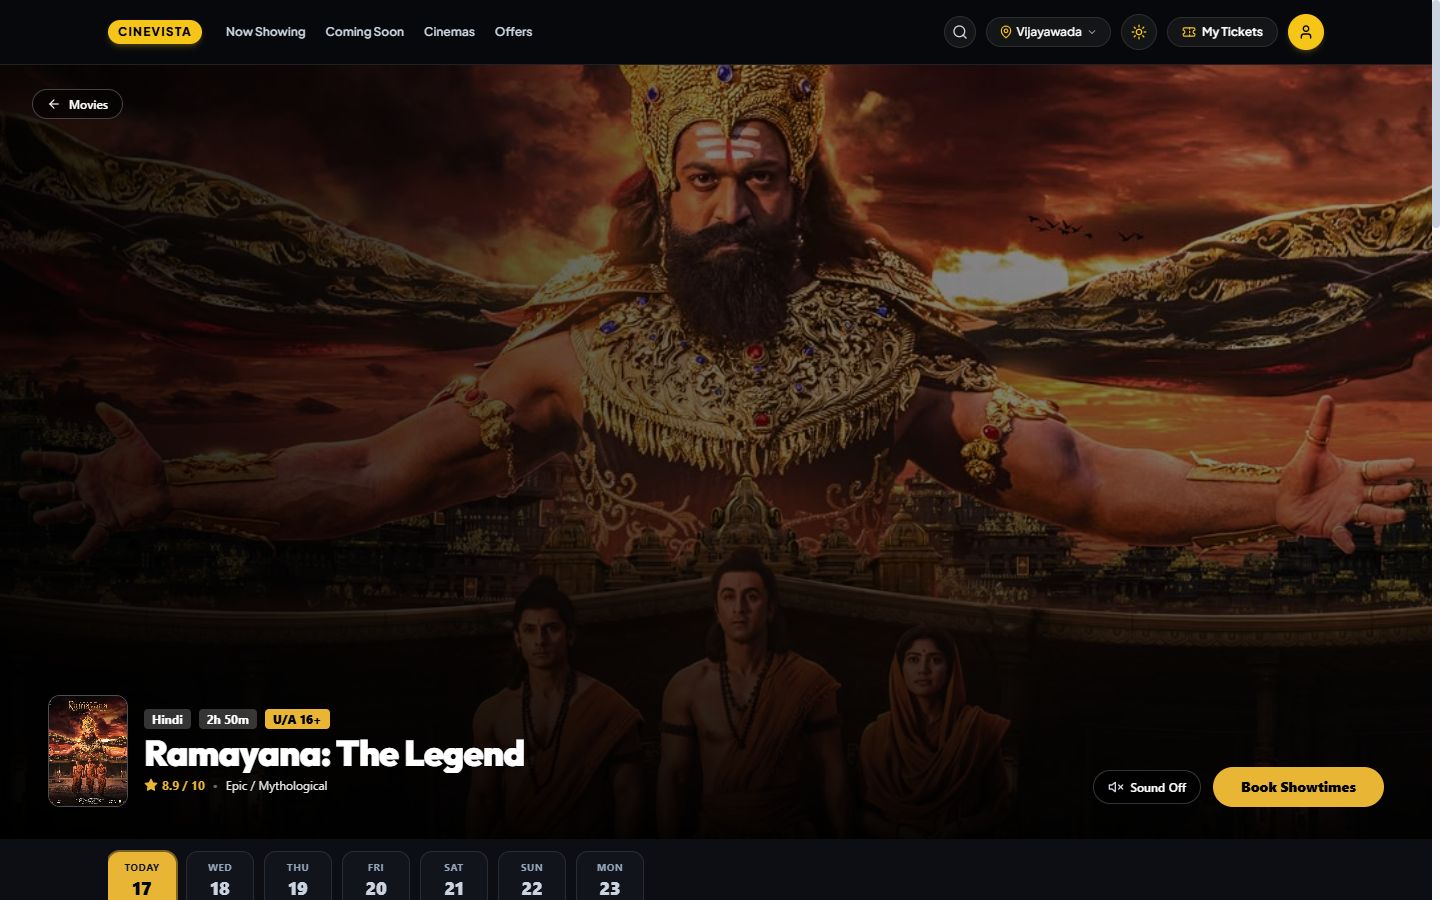 CINEVISTA
Now Showing
Coming Soon
Cinemas
Offers
Vijayawada
My Tickets
Movies
Ramayana
Hindi
2h 50m
U/A 16+
Ramayana: The Legend
8.9 / 10 • Epic / Mythological
Sound Off
Book Showtimes
TODAY
17
WED
18
THU
19
FRI
20
SAT
21
SUN
22
MON
23